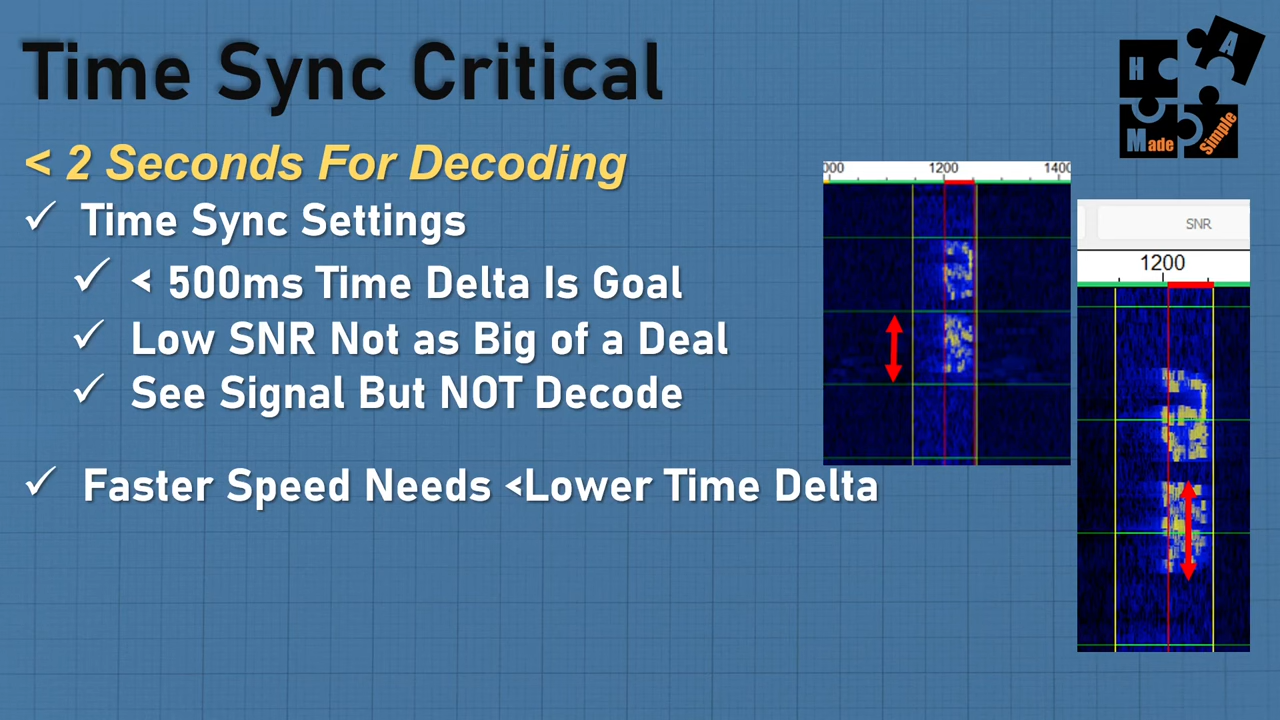 Time Sync Critical
H A
Made Simple
< 2 Seconds For Decoding
✓ Time Sync Settings
✓ < 500ms Time Delta Is Goal
✓ Low SNR Not as Big of a Deal
✓ See Signal But NOT Decode
✓ Faster Speed Needs <Lower Time Delta
000 1200 1400
SNR
1200